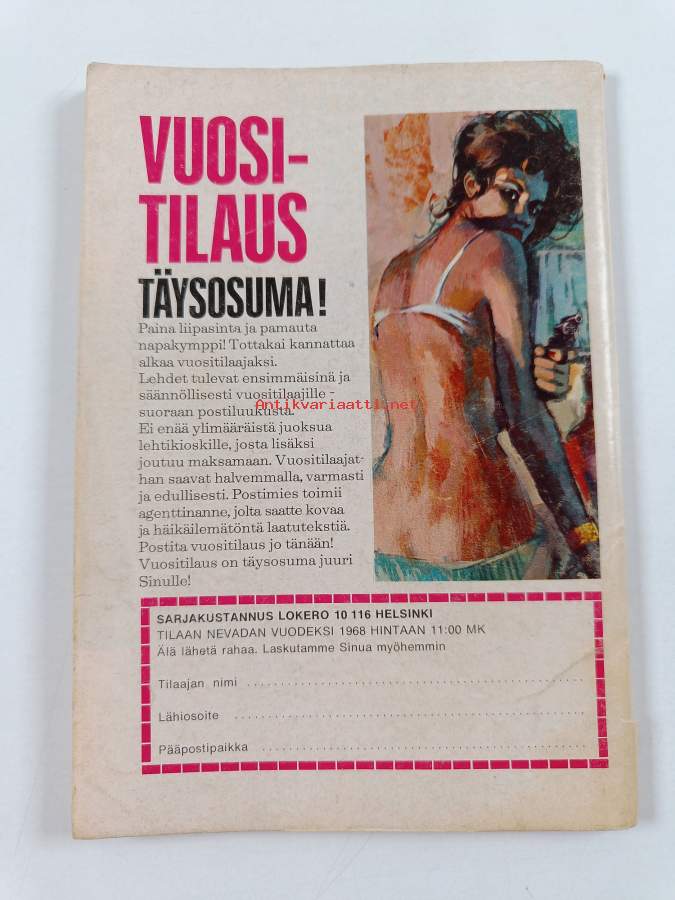 VUOSI-
TILAUS
TÄYSOSUMA!
Paina liipasinta ja pamauta
napakymppi! Tottakai kannattaa
alkaa vuositilaajaksi.
Lehdet tulevat ensimmäisinä ja
säännöllisesti vuositilaajille -
suoraan postiluukusta!
Antikvariaatti.net
Ei enää ylimääräistä juoksua
lehtikioskille, josta lisäksi
joutuu maksamaan. Vuositilaajat-
han saavat halvemmalla, varmasti
ja edullisesti. Postimies toimii
agenttinanne, jolta saatte kovaa
ja häikäilemätöntä laatutekstiä.
Postita vuositilaus jo tänään!
Vuositilaus on täysosuma juuri
Sinulle!
SARJAKUSTANNUS LOKERO 10 116 HELSINKI
TILAAN NEVADAN VUODEKSI 1968 HINTAAN 11:00 MK
Älä lähetä rahaa. Laskutamme Sinua myöhemmin
Tilaajan nimi
Lähiosoite
Pääpostipaikka